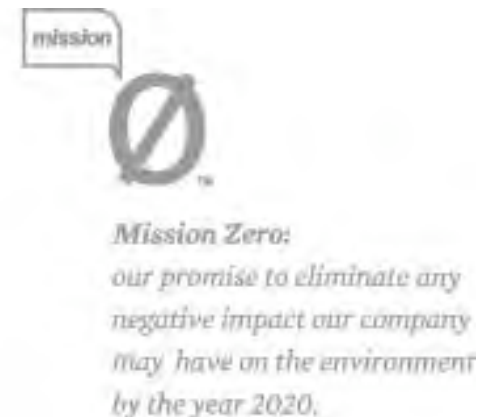 mission
Ø
TM
Mission Zero:
our promise to eliminate any
negative impact our company
may have on the environment
by the year 2020.